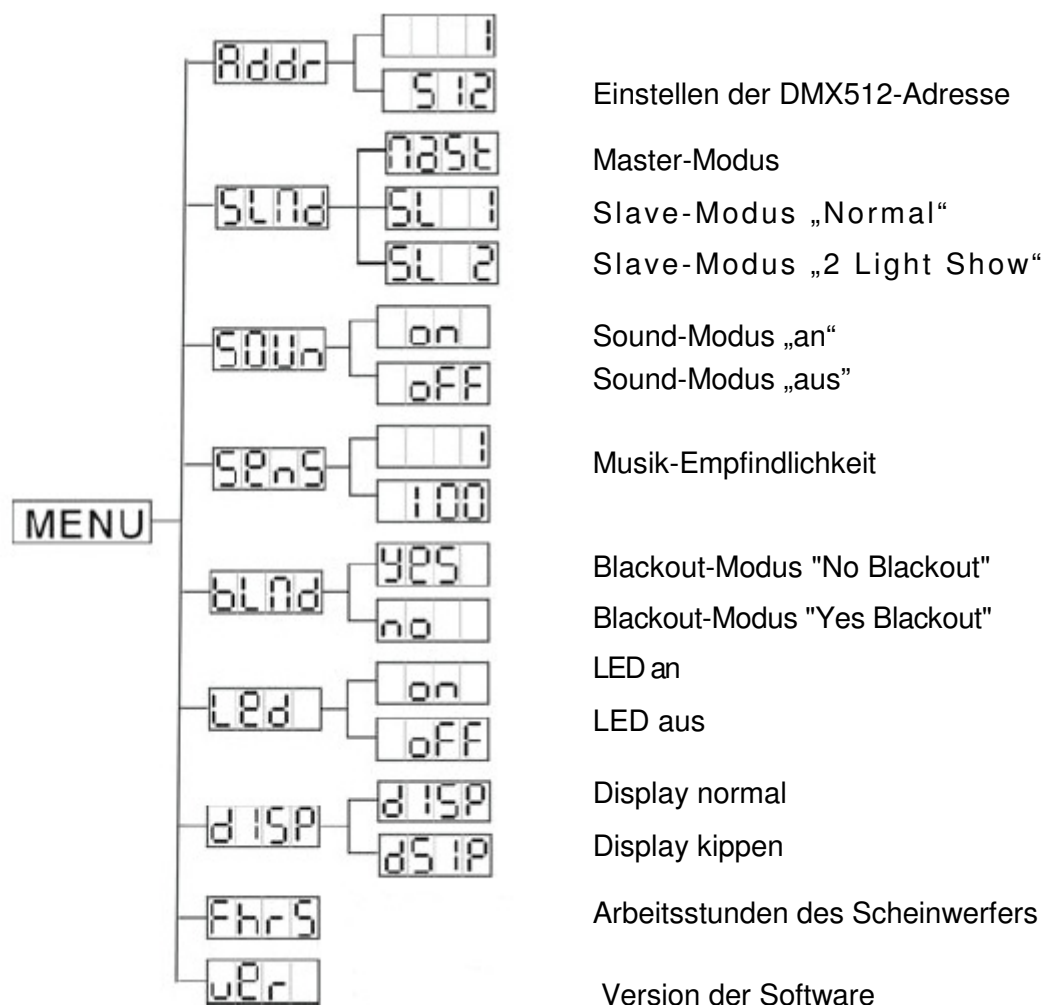 1
Addr
512
Einstellen der DMX512-Adresse
MASt
Master-Modus
SLMd
SL 1
Slave-Modus „Normal“
SL 2
Slave-Modus „2 Light Show“
on
Sound-Modus „an“
SOUn
oFF
Sound-Modus „aus”
1
SenS
Musik-Empfindlichkeit
100
MENU
yes
Blackout-Modus "No Blackout"
bLMd
no
Blackout-Modus "Yes Blackout"
on
LED an
Led
oFF
LED aus
dISP
Display normal
dISP
dSIP
Display kippen
FhrS
Arbeitsstunden des Scheinwerfers
ver
Version der Software